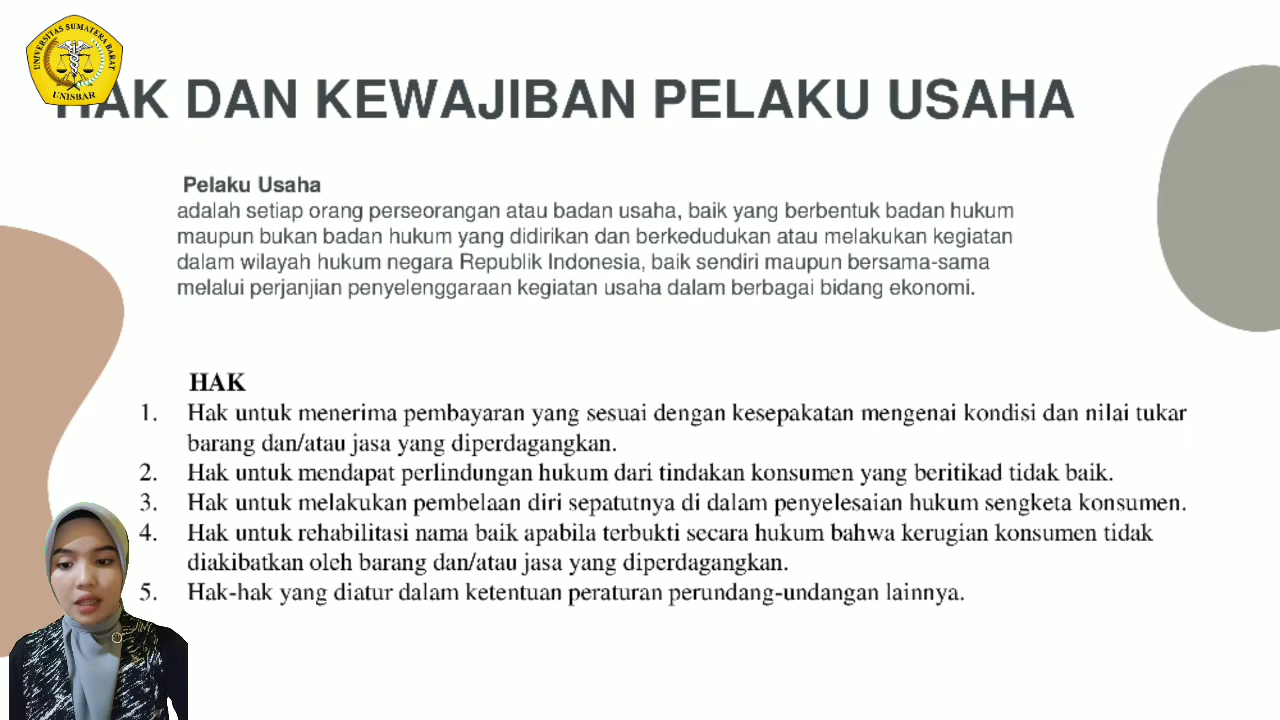 UNIVERSITAS SUMATERA BARAT
UNISBAR
HAK DAN KEWAJIBAN PELAKU USAHA
Pelaku Usaha
adalah setiap orang perseorangan atau badan usaha, baik yang berbentuk badan hukum
maupun bukan badan hukum yang didirikan dan berkedudukan atau melakukan kegiatan
dalam wilayah hukum negara Republik Indonesia, baik sendiri maupun bersama-sama
melalui perjanjian penyelenggaraan kegiatan usaha dalam berbagai bidang ekonomi.
HAK
1. Hak untuk menerima pembayaran yang sesuai dengan kesepakatan mengenai kondisi dan nilai tukar
barang dan/atau jasa yang diperdagangkan.
2. Hak untuk mendapat perlindungan hukum dari tindakan konsumen yang beritikad tidak baik.
3. Hak untuk melakukan pembelaan diri sepatutnya di dalam penyelesaian hukum sengketa konsumen.
4. Hak untuk rehabilitasi nama baik apabila terbukti secara hukum bahwa kerugian konsumen tidak
diakibatkan oleh barang dan/atau jasa yang diperdagangkan.
5. Hak-hak yang diatur dalam ketentuan peraturan perundang-undangan lainnya.